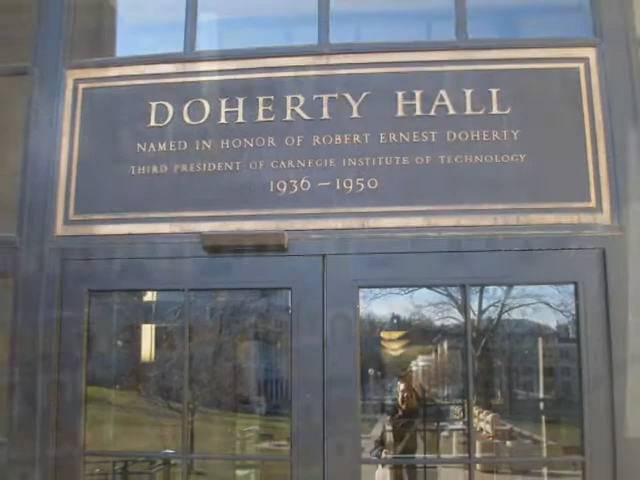 DOHERTY HALL
NAMED IN HONOR OF ROBERT ERNEST DOHERTY
THIRD PRESIDENT OF CARNEGIE INSTITUTE OF TECHNOLOGY
1936 – 1950